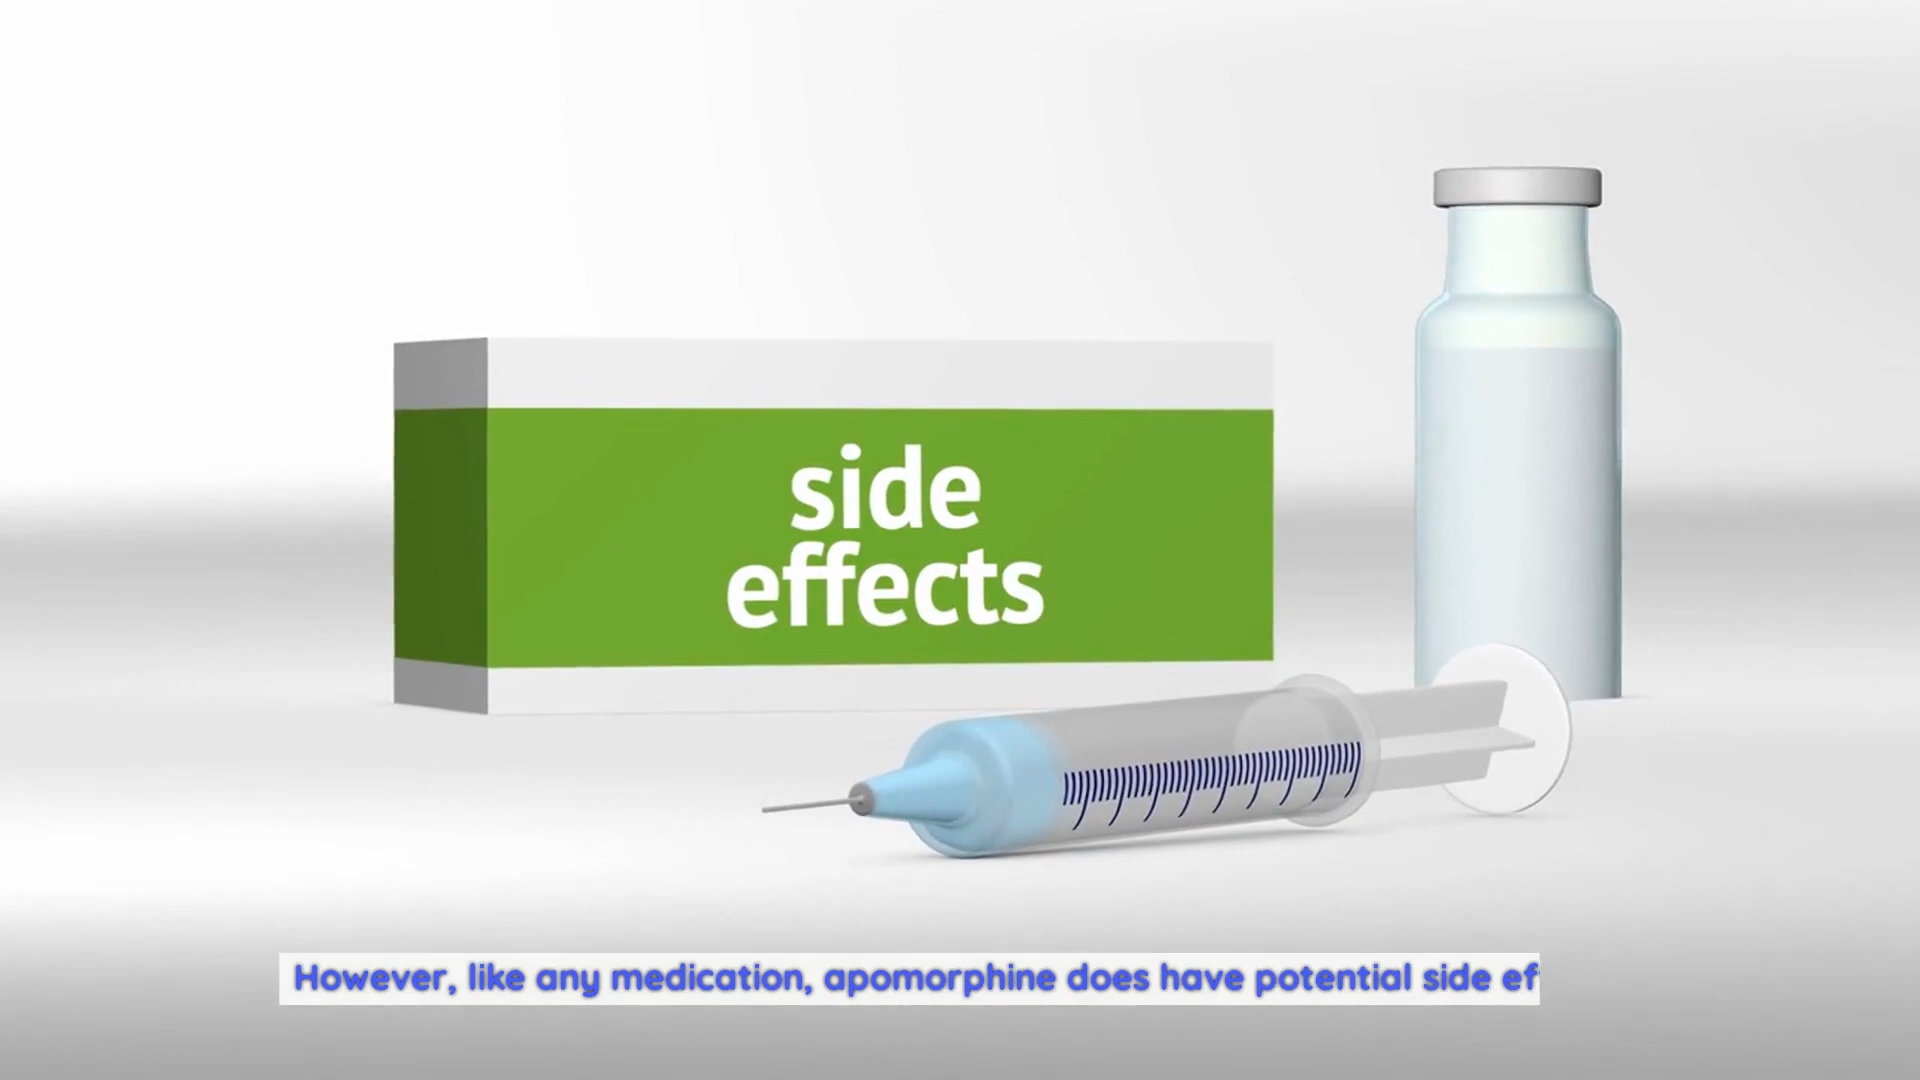 side
effects
However, like any medication, apomorphine does have potential side ef